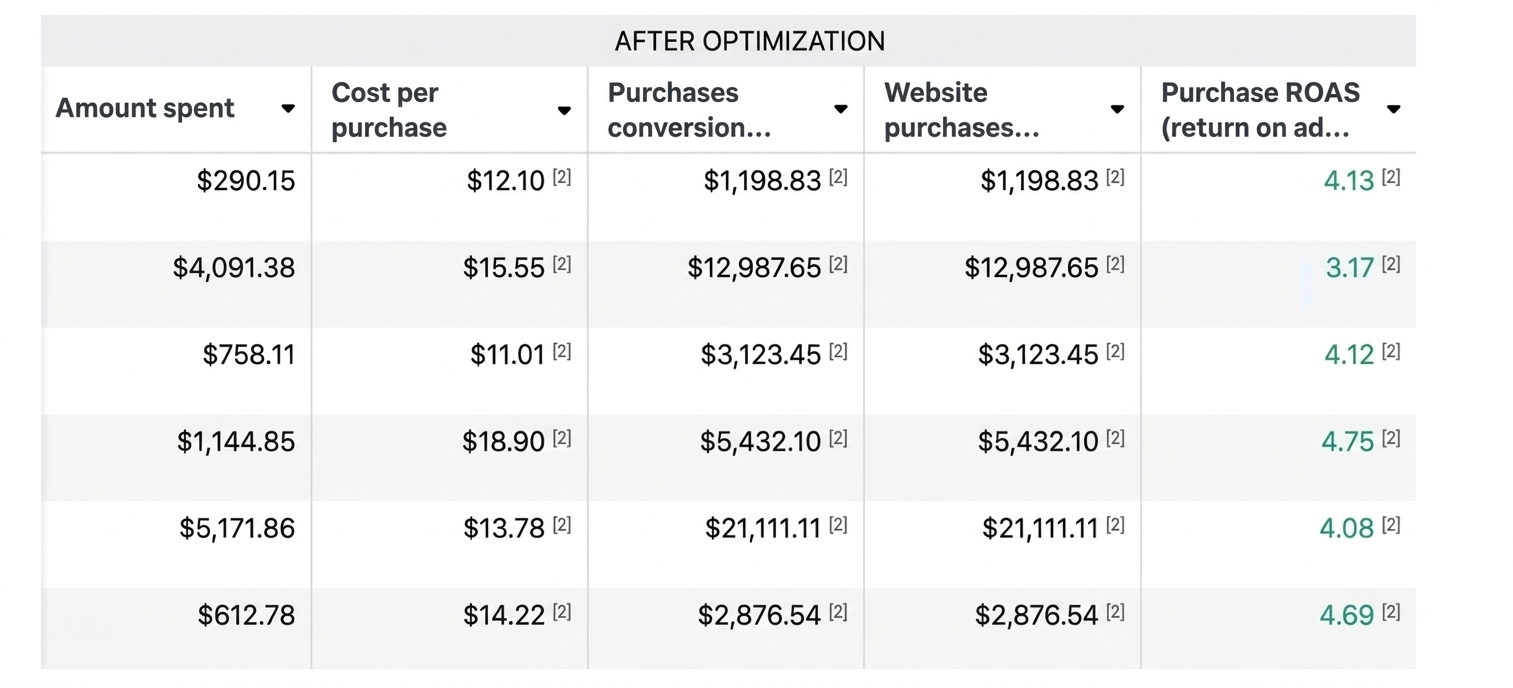 AFTER OPTIMIZATION
Amount spent Cost per purchase Purchases conversion... Website purchases... Purchase ROAS (return on ad...
$290.15 $12.10 [2] $1,198.83 [2] $1,198.83 [2] 4.13 [2]
$4,091.38 $15.55 [2] $12,987.65 [2] $12,987.65 [2] 3.17 [2]
$758.11 $11.01 [2] $3,123.45 [2] $3,123.45 [2] 4.12 [2]
$1,144.85 $18.90 [2] $5,432.10 [2] $5,432.10 [2] 4.75 [2]
$5,171.86 $13.78 [2] $21,111.11 [2] $21,111.11 [2] 4.08 [2]
$612.78 $14.22 [2] $2,876.54 [2] $2,876.54 [2] 4.69 [2]